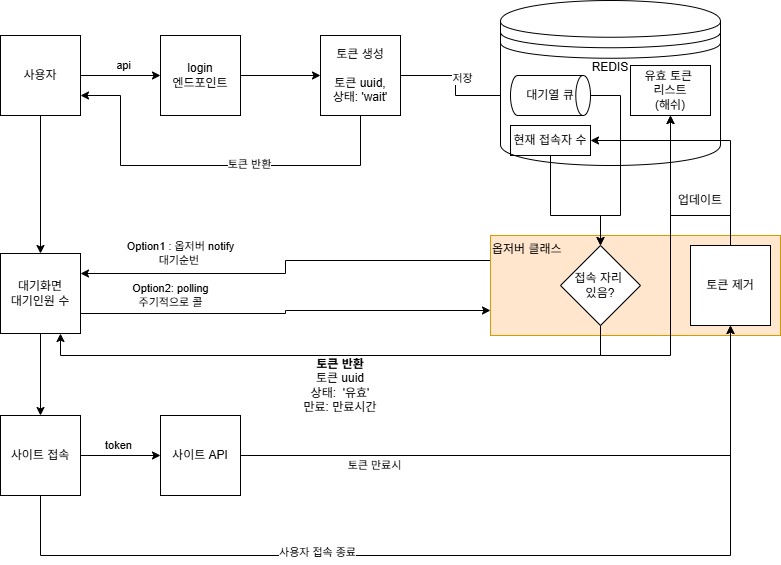 사용자
api
login
엔드포인트
토큰 생성
토큰 uuid,
상태: 'wait'
저장
REDIS
대기열 큐
유효 토큰
리스트
(해쉬)
현재 접속자 수
토큰 반환
업데이트
대기화면
대기인원 수
Option1 : 옵저버 notify
대기순번
Option2: polling
주기적으로 콜
옵저버 클래스
접속 자리
있음?
토큰 제거
토큰 반환
토큰 uuid
상태: '유효'
만료: 만료시간
사이트 접속
token
사이트 API
토큰 만료시
사용자 접속 종료